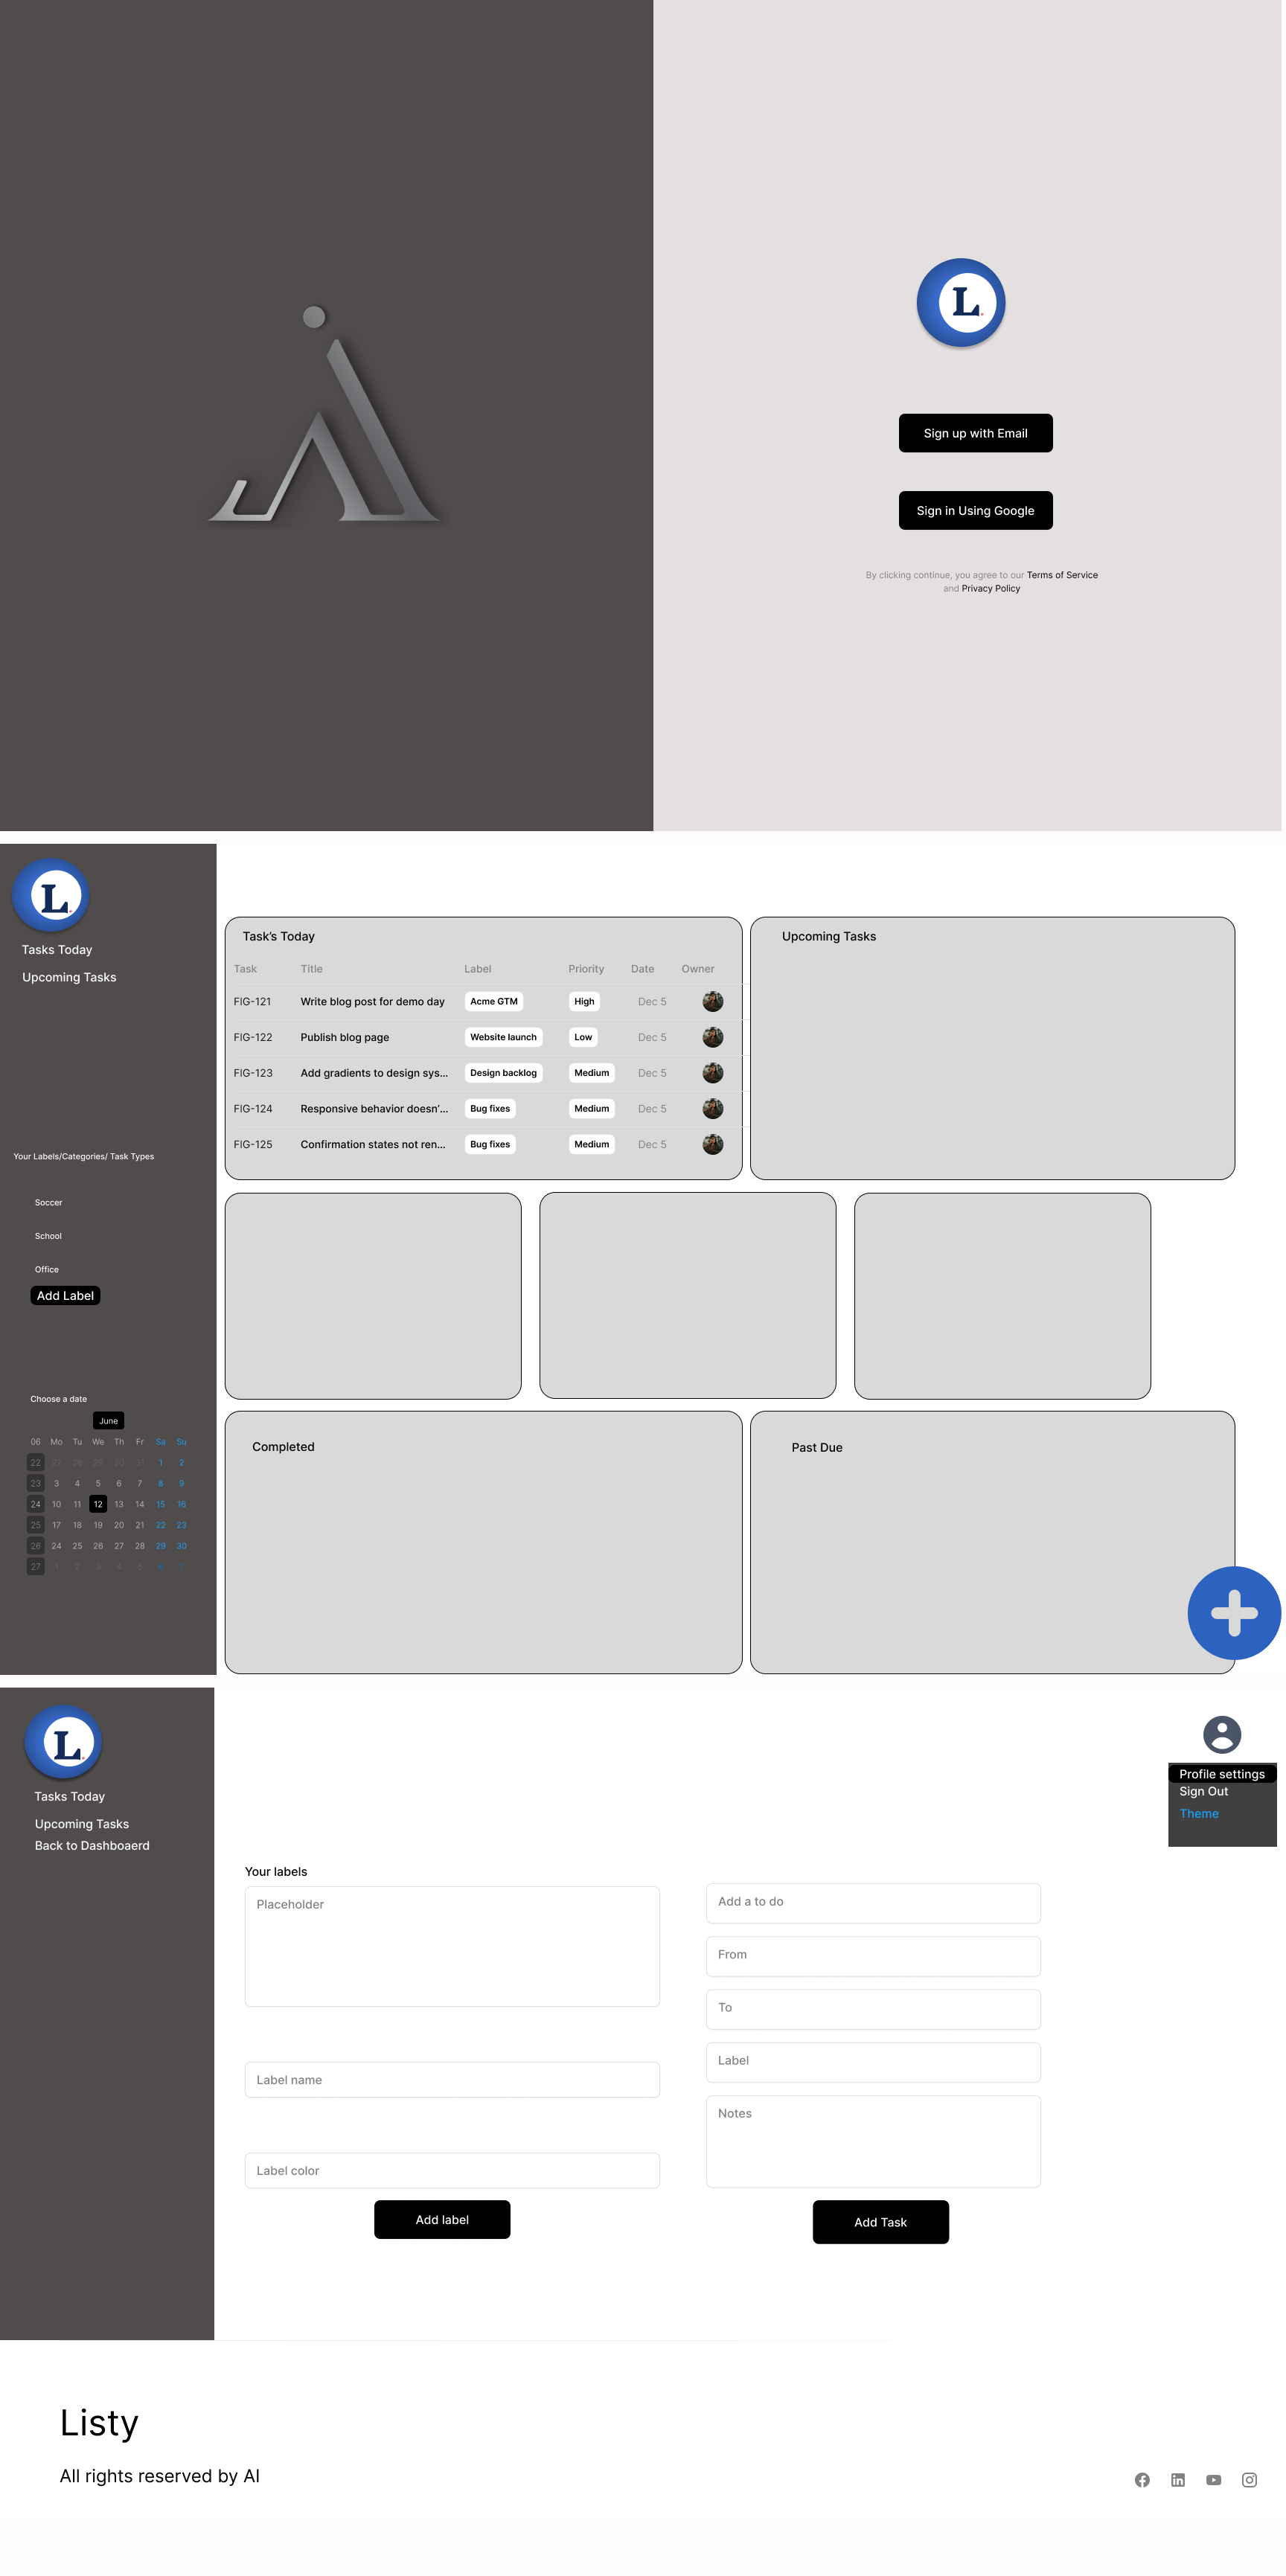 L.
Sign up with Email
Sign in Using Google
By clicking continue, you agree to our Terms of Service
and Privacy Policy
L.
Tasks Today
Upcoming Tasks
Your Labels/Categories/ Task Types
Soccer
School
Office
Add Label
Choose a date
June
06 Mo Tu We Th Fr Sa Su
22 27 28 29 30 31 1 2
23 3 4 5 6 7 8 9
24 10 11 12 13 14 15 16
25 17 18 19 20 21 22 23
26 24 25 26 27 28 29 30
27 1 2 3 4 5 6 7
Task's Today
Task Title Label Priority Date Owner
FIG-121 Write blog post for demo day Acme GTM High Dec 5
FIG-122 Publish blog page Website launch Low Dec 5
FIG-123 Add gradients to design sys... Design backlog Medium Dec 5
FIG-124 Responsive behavior doesn'... Bug fixes Medium Dec 5
FIG-125 Confirmation states not ren... Bug fixes Medium Dec 5
Upcoming Tasks
Completed
Past Due
L.
Tasks Today
Upcoming Tasks
Back to Dashboaerd
Profile settings
Sign Out
Theme
Your labels
Placeholder
Label name
Label color
Add label
Add a to do
From
To
Label
Notes
Add Task
Listy
All rights reserved by AI